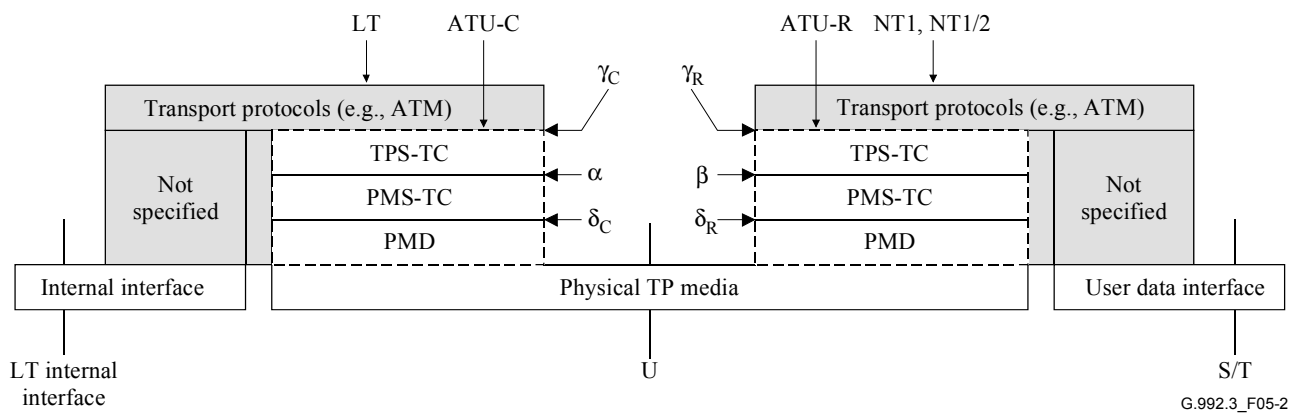 LT ATU-C ATU-R NT1, NT1/2
γC γR
Transport protocols (e.g., ATM) Transport protocols (e.g., ATM)
TPS-TC TPS-TC
α β
Not specified PMS-TC PMS-TC Not specified
δC δR
PMD PMD
Internal interface Physical TP media User data interface
LT internal interface U S/T
G.992.3_F05-2